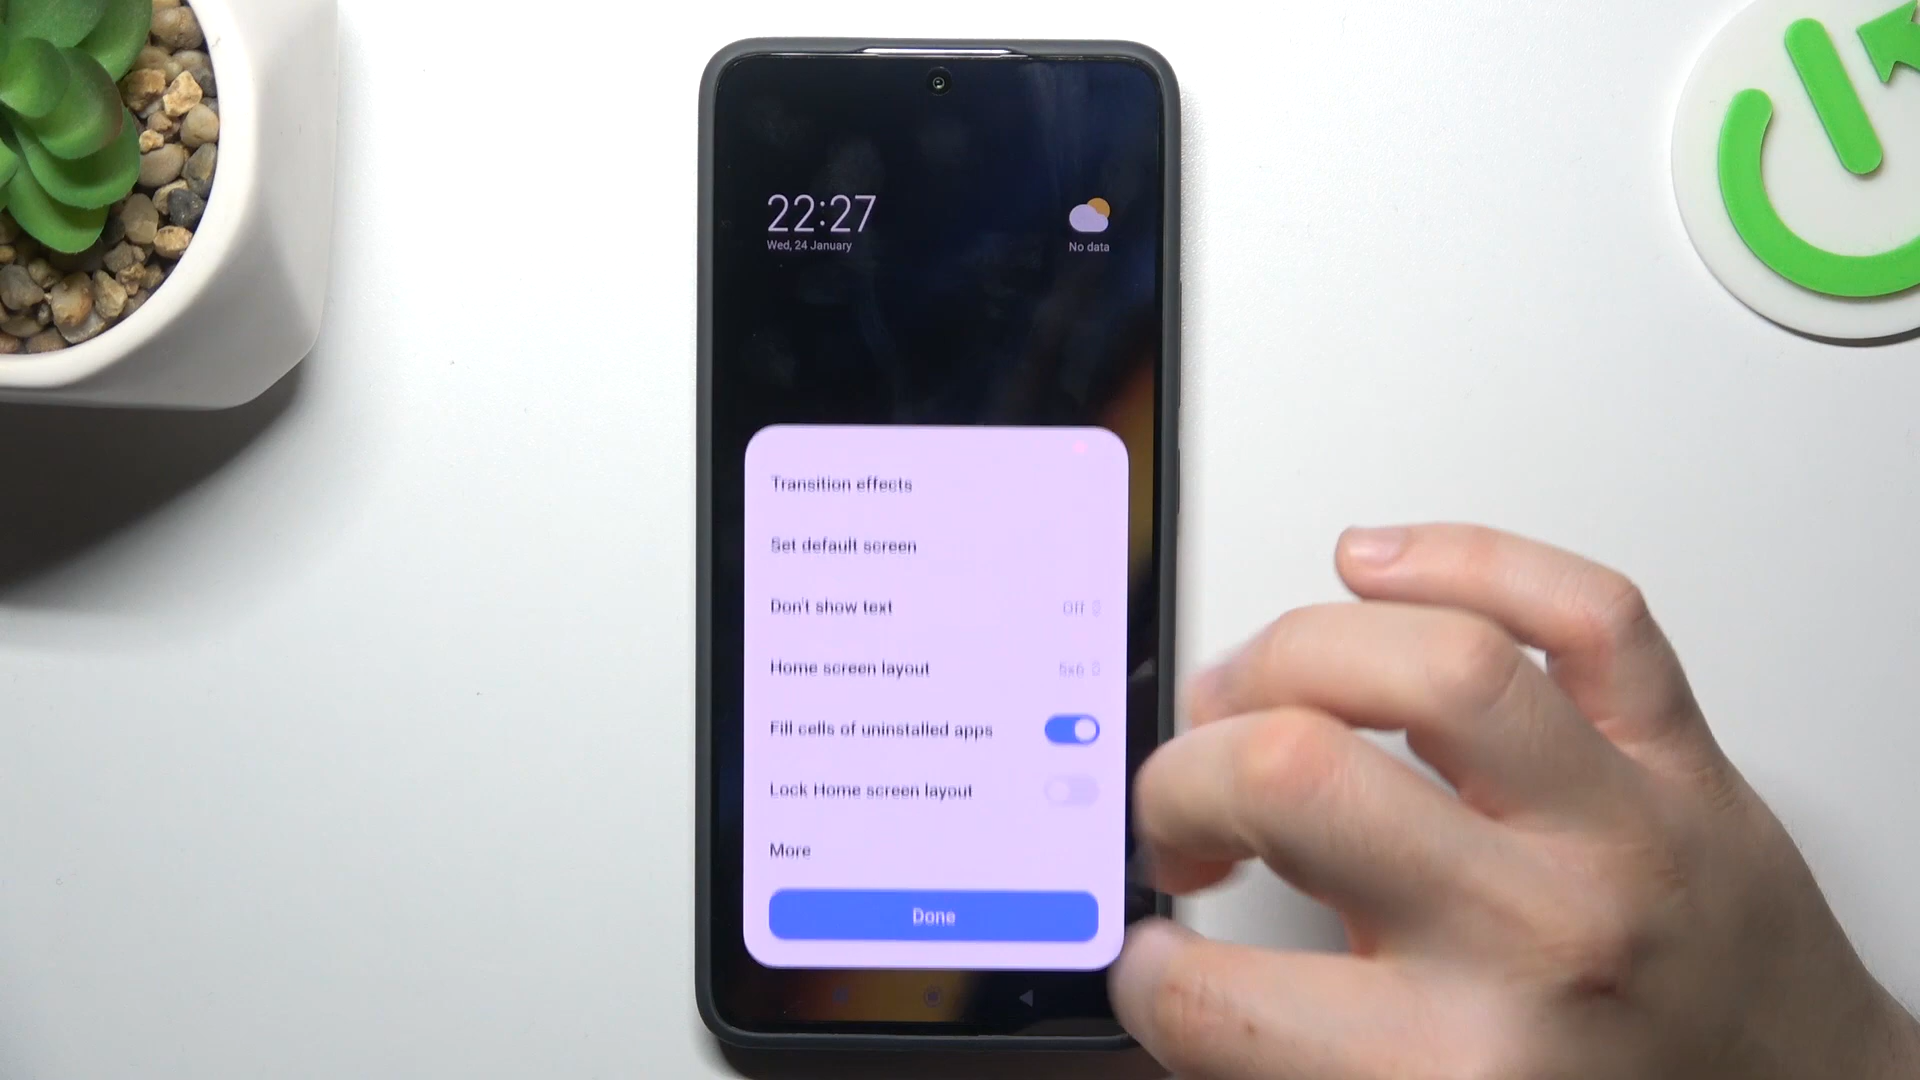 22:27
Wed, 24 January
No data
Transition effects
Set default screen
Don't show text Off
Home screen layout 5x6
Fill cells of uninstalled apps
Lock Home screen layout
More
Done